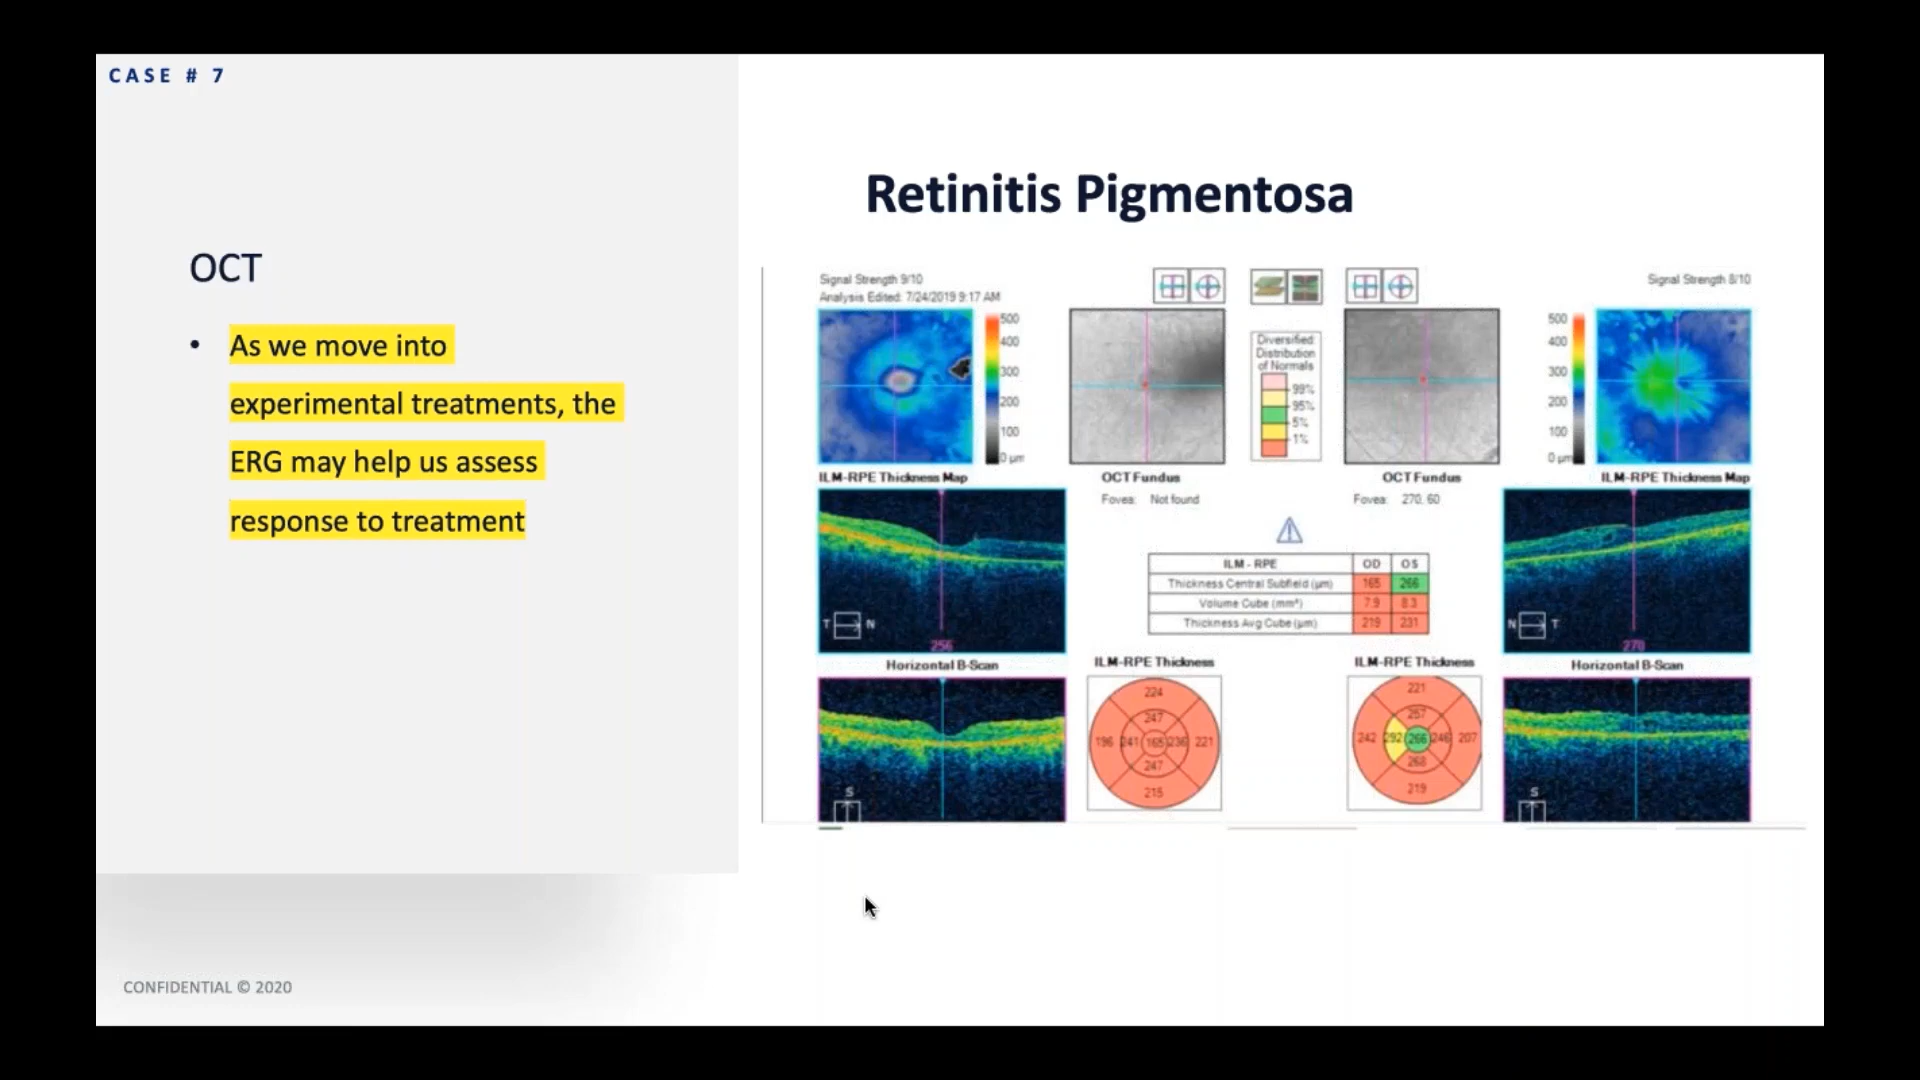 CASE # 7
Retinitis Pigmentosa
OCT
• As we move into
experimental treatments, the
ERG may help us assess
response to treatment
Signal Strength 9/10
Analysis Edited: 7/24/2019 9:17 AM
Signal Strength 8/10
500
400
300
200
100
0 µm
Diversified
Distribution
of Normals
99%
95%
5%
1%
500
400
300
200
100
0 µm
ILM-RPE Thickness Map
OCT Fundus
OCT Fundus
ILM-RPE Thickness Map
Fovea: Not found
Fovea: 270, 60
ILM - RPE OD OS
Thickness Central Subfield (µm) 165 266
Volume Cube (mm³) 7.9 8.3
Thickness Avg Cube (µm) 219 231
T N
256
N T
270
Horizontal B-Scan
ILM-RPE Thickness
ILM-RPE Thickness
Horizontal B-Scan
224
247
196 241 165 236 221
247
215
221
257
242 292 266 246 207
268
219
S
S
CONFIDENTIAL © 2020